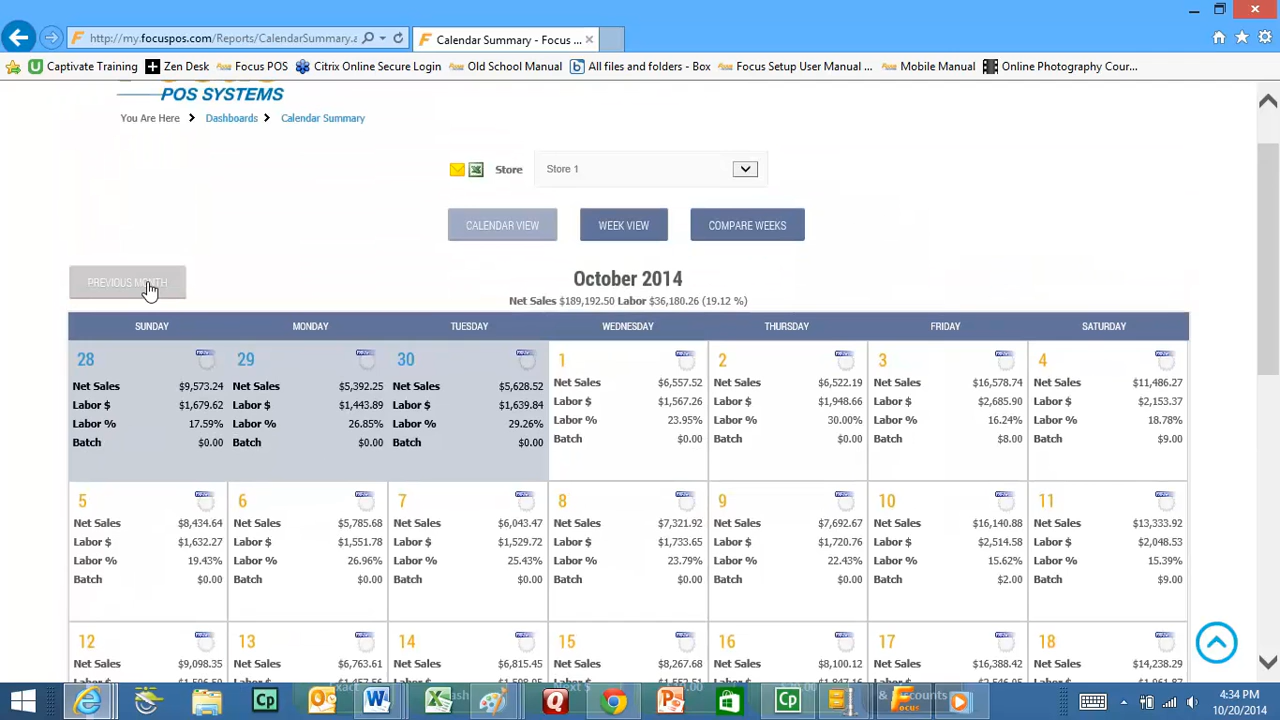 http://my.focuspos.com/Reports/CalendarSummary.a
Calendar Summary - Focus ...
Captivate Training
Zen Desk
Focus POS
Citrix Online Secure Login
Old School Manual
All files and folders - Box
Focus Setup User Manual ...
Mobile Manual
Online Photography Cour...
POS SYSTEMS
You Are Here
Dashboards
Calendar Summary
Store
Store 1
CALENDAR VIEW
WEEK VIEW
COMPARE WEEKS
PREVIOUS MONTH
October 2014
Net Sales $189,192.50 Labor $36,180.26 (19.12 %)
SUNDAY MONDAY TUESDAY WEDNESDAY THURSDAY FRIDAY SATURDAY
28 29 30 1 2 3 4
Net Sales $9,573.24 Net Sales $5,392.25 Net Sales $5,628.52 Net Sales $6,557.52 Net Sales $6,522.19 Net Sales $16,578.74 Net Sales $11,486.27
Labor $ $1,679.62 Labor $ $1,443.89 Labor $ $1,639.84 Labor $ $1,567.26 Labor $ $1,948.66 Labor $ $2,685.90 Labor $ $2,153.37
Labor % 17.59% Labor % 26.85% Labor % 29.26% Labor % 23.95% Labor % 30.00% Labor % 16.24% Labor % 18.78%
Batch $0.00 Batch $0.00 Batch $0.00 Batch $0.00 Batch $0.00 Batch $8.00 Batch $9.00
5 6 7 8 9 10 11
Net Sales $8,434.64 Net Sales $5,785.68 Net Sales $6,043.47 Net Sales $7,321.92 Net Sales $7,692.67 Net Sales $16,140.88 Net Sales $13,333.92
Labor $ $1,632.27 Labor $ $1,551.78 Labor $ $1,529.72 Labor $ $1,733.65 Labor $ $1,720.76 Labor $ $2,514.58 Labor $ $2,048.53
Labor % 19.43% Labor % 26.96% Labor % 25.43% Labor % 23.79% Labor % 22.43% Labor % 15.62% Labor % 15.39%
Batch $0.00 Batch $0.00 Batch $0.00 Batch $0.00 Batch $0.00 Batch $2.00 Batch $9.00
12 13 14 15 16 17 18
Net Sales $9,098.35 Net Sales $6,763.61 Net Sales $6,815.45 Net Sales $8,267.68 Net Sales $8,100.12 Net Sales $16,388.42 Net Sales $14,238.29
4:34 PM
10/20/2014